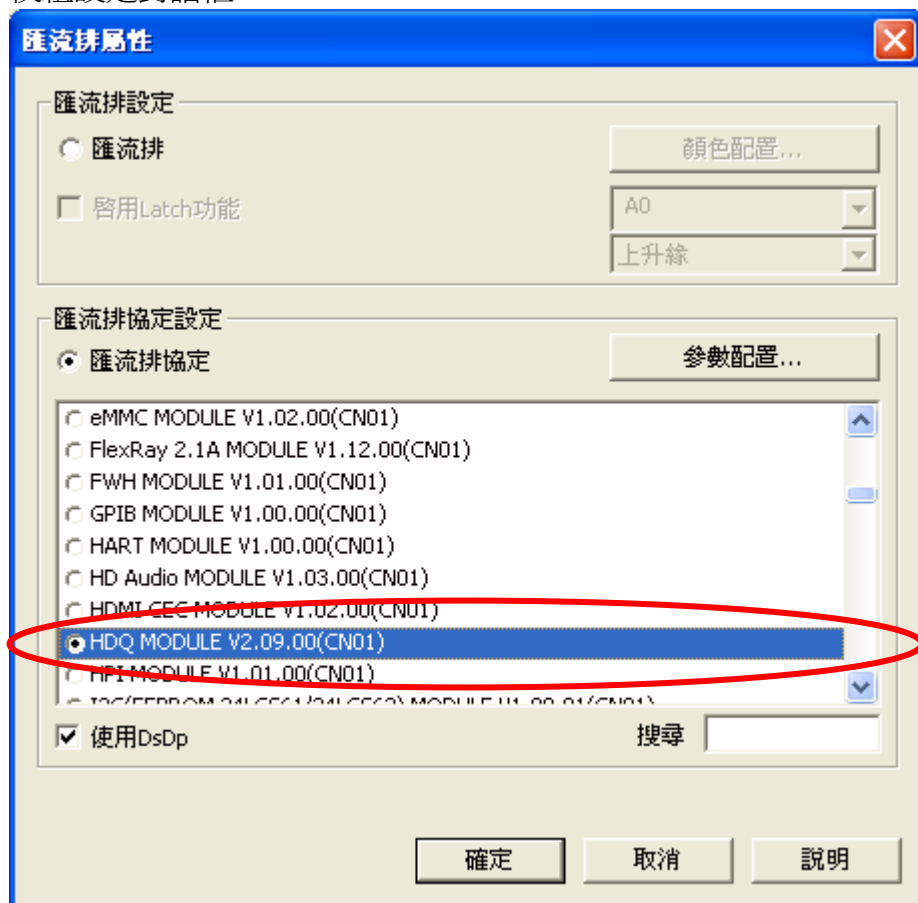 匯流排屬性
匯流排設定
匯流排
顏色配置...
啓用Latch功能
A0
上升緣
匯流排協定設定
匯流排協定
參數配置...
eMMC MODULE V1.02.00(CN01)
FlexRay 2.1A MODULE V1.12.00(CN01)
FWH MODULE V1.01.00(CN01)
GPIB MODULE V1.00.00(CN01)
HART MODULE V1.00.00(CN01)
HD Audio MODULE V1.03.00(CN01)
HDMI CEC MODULE V1.02.00(CN01)
HDQ MODULE V2.09.00(CN01)
HPI MODULE V1.01.00(CN01)
使用DsDp
搜尋
確定
取消
說明